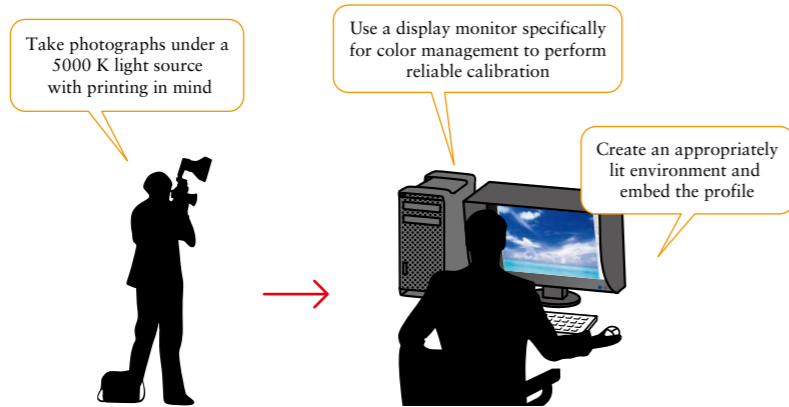 Take photographs under a
5000 K light source
with printing in mind
Use a display monitor specifically
for color management to perform
reliable calibration
Create an appropriately
lit environment and
embed the profile